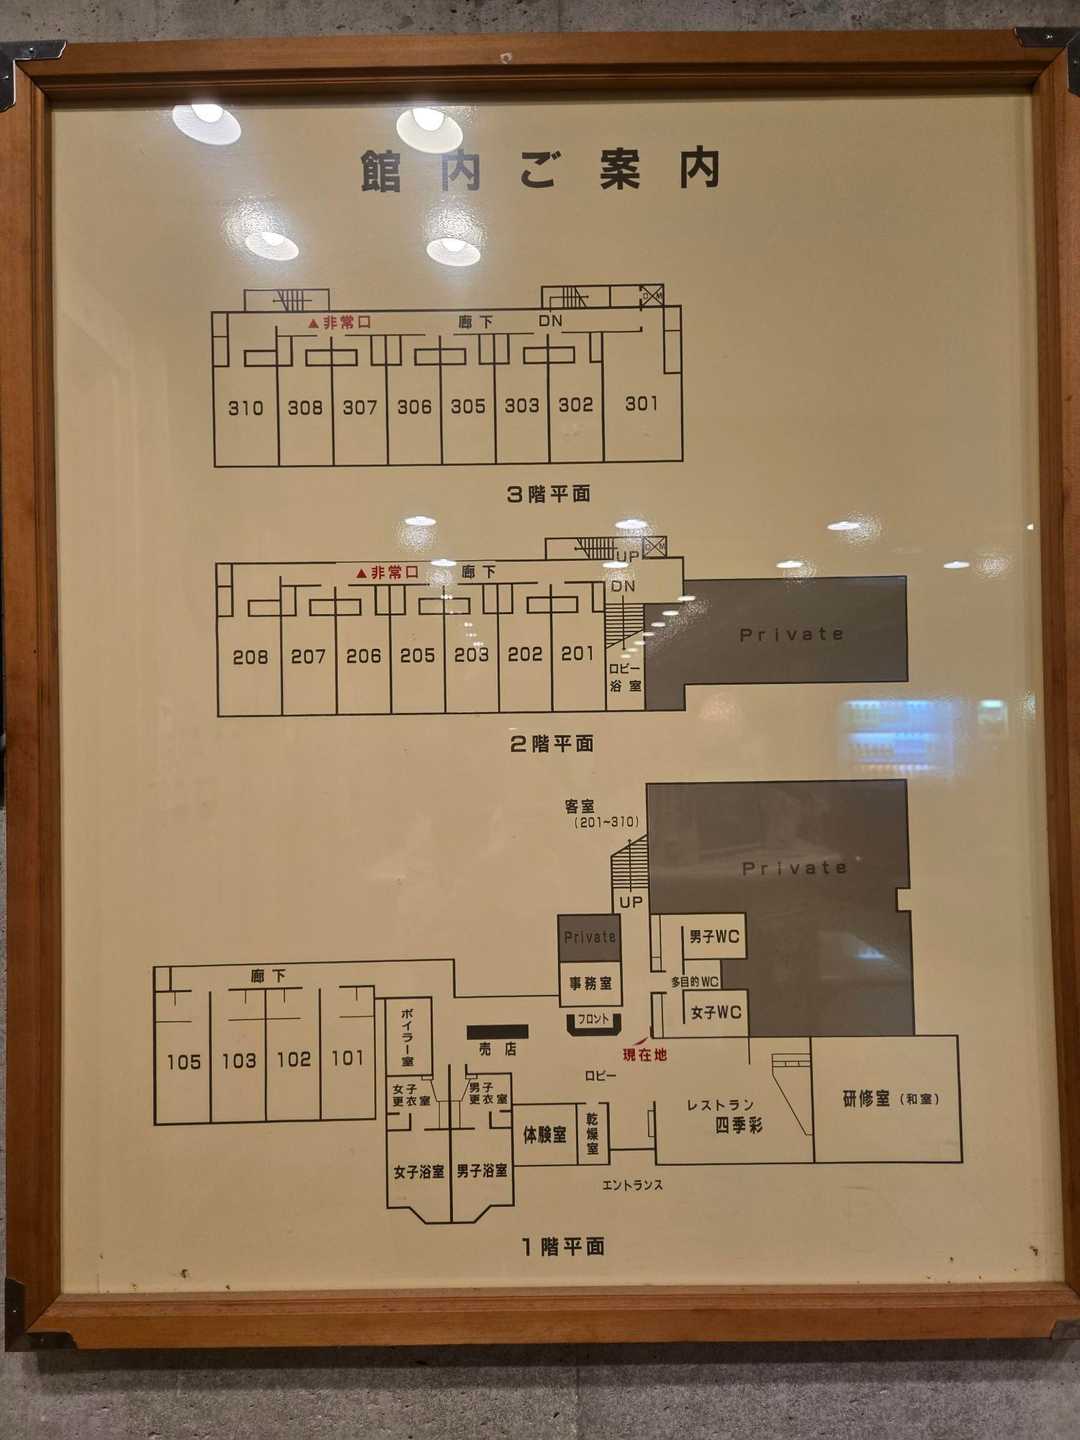 館内ご案内
▲非常口 廊下 DN DM
310 308 307 306 305 303 302 301
3階平面
UP DM
▲非常口 廊下 DN
Private
208 207 206 205 203 202 201 ロビー
浴室
2階平面
客室
(201~310)
Private
UP
Private 男子WC
廊下 事務室 多目的WC
ボイラー室 フロント 女子WC
売店 現在地
105 103 102 101
ロビー
女子更衣室 男子更衣室
乾燥室 レストラン 研修室(和室)
体験室 四季彩
女子浴室 男子浴室
エントランス
1階平面